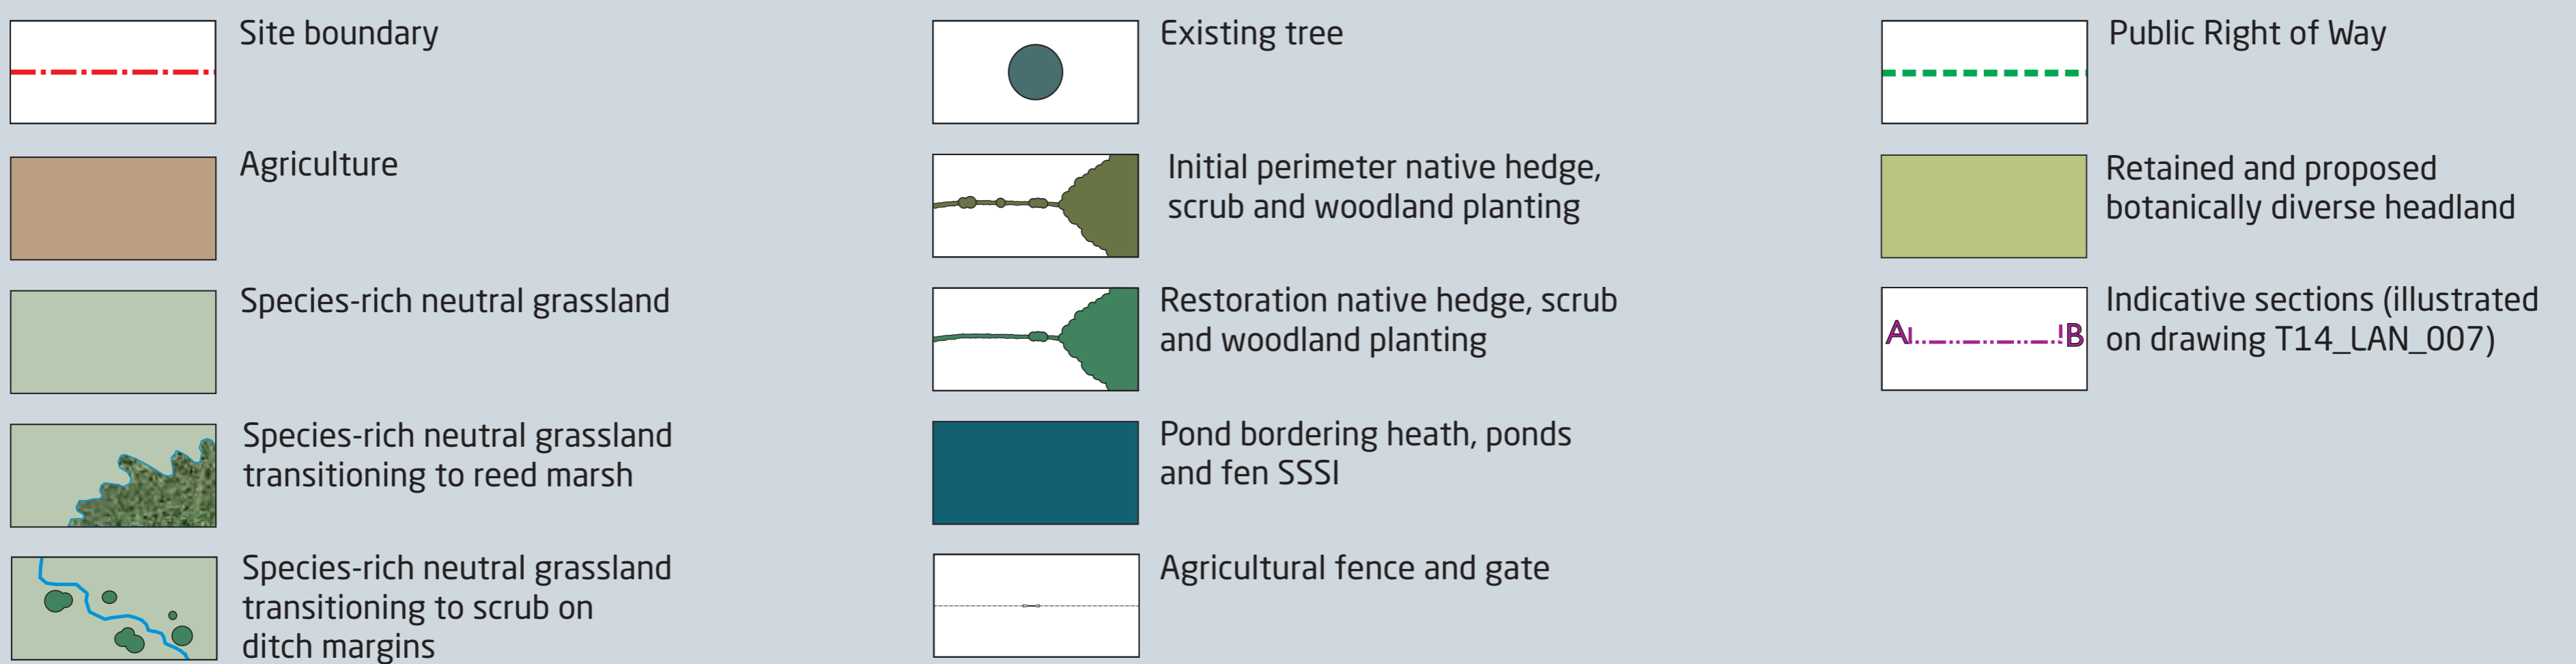 Site boundary
Agriculture
Species-rich neutral grassland
Species-rich neutral grassland
transitioning to reed marsh
Species-rich neutral grassland
transitioning to scrub on
ditch margins
Existing tree
Initial perimeter native hedge,
scrub and woodland planting
Restoration native hedge, scrub
and woodland planting
Pond bordering heath, ponds
and fen SSSI
Agricultural fence and gate
Public Right of Way
Retained and proposed
botanically diverse headland
A B
Indicative sections (illustrated
on drawing T14_LAN_007)